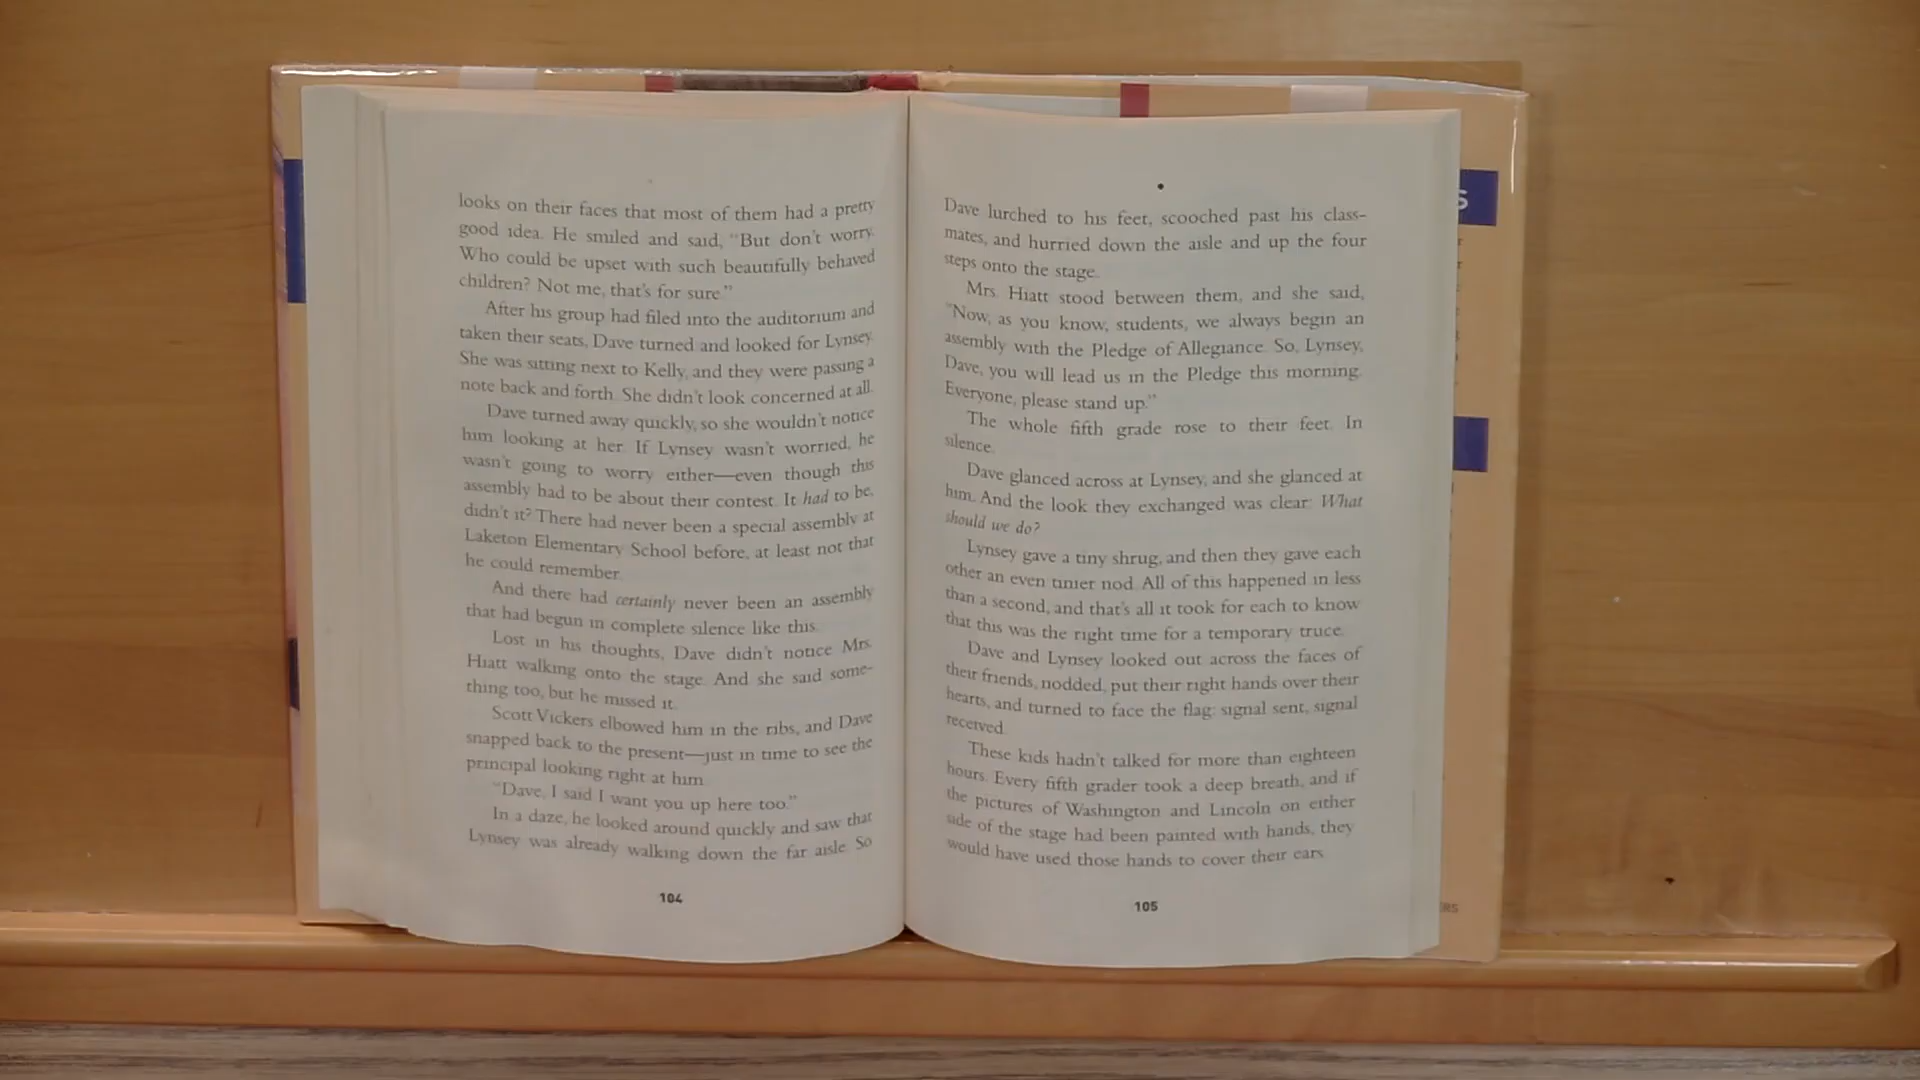 looks on their faces that most of them had a pretty
good idea. He smiled and said, “But don’t worry.
Who could be upset with such beautifully behaved
children? Not me, that’s for sure.”
After his group had filed into the auditorium and
taken their seats, Dave turned and looked for Lynsey.
She was sitting next to Kelly, and they were passing a
note back and forth. She didn’t look concerned at all.
Dave turned away quickly, so she wouldn’t notice
him looking at her. If Lynsey wasn’t worried, he
wasn’t going to worry either—even though this
assembly had to be about their contest. It had to be,
didn’t it? There had never been a special assembly at
Laketon Elementary School before, at least not that
he could remember.
And there had certainly never been an assembly
that had begun in complete silence like this.
Lost in his thoughts, Dave didn’t notice Mrs.
Hiatt walking onto the stage. And she said some-
thing too, but he missed it.
Scott Vickers elbowed him in the ribs, and Dave
snapped back to the present—just in time to see the
principal looking right at him.
“Dave, I said I want you up here too.”
In a daze, he looked around quickly and saw that
Lynsey was already walking down the far aisle. So
104
Dave lurched to his feet, scooched past his class-
mates, and hurried down the aisle and up the four
steps onto the stage.
Mrs. Hiatt stood between them, and she said,
“Now, as you know, students, we always begin an
assembly with the Pledge of Allegiance. So, Lynsey,
Dave, you will lead us in the Pledge this morning.
Everyone, please stand up.”
The whole fifth grade rose to their feet. In
silence.
Dave glanced across at Lynsey, and she glanced at
him. And the look they exchanged was clear: What
should we do?
Lynsey gave a tiny shrug, and then they gave each
other an even tinier nod. All of this happened in less
than a second, and that’s all it took for each to know
that this was the right time for a temporary truce.
Dave and Lynsey looked out across the faces of
their friends, nodded, put their right hands over their
hearts, and turned to face the flag: signal sent, signal
received.
These kids hadn’t talked for more than eighteen
hours. Every fifth grader took a deep breath, and if
the pictures of Washington and Lincoln on either
side of the stage had been painted with hands, they
would have used those hands to cover their ears.
105